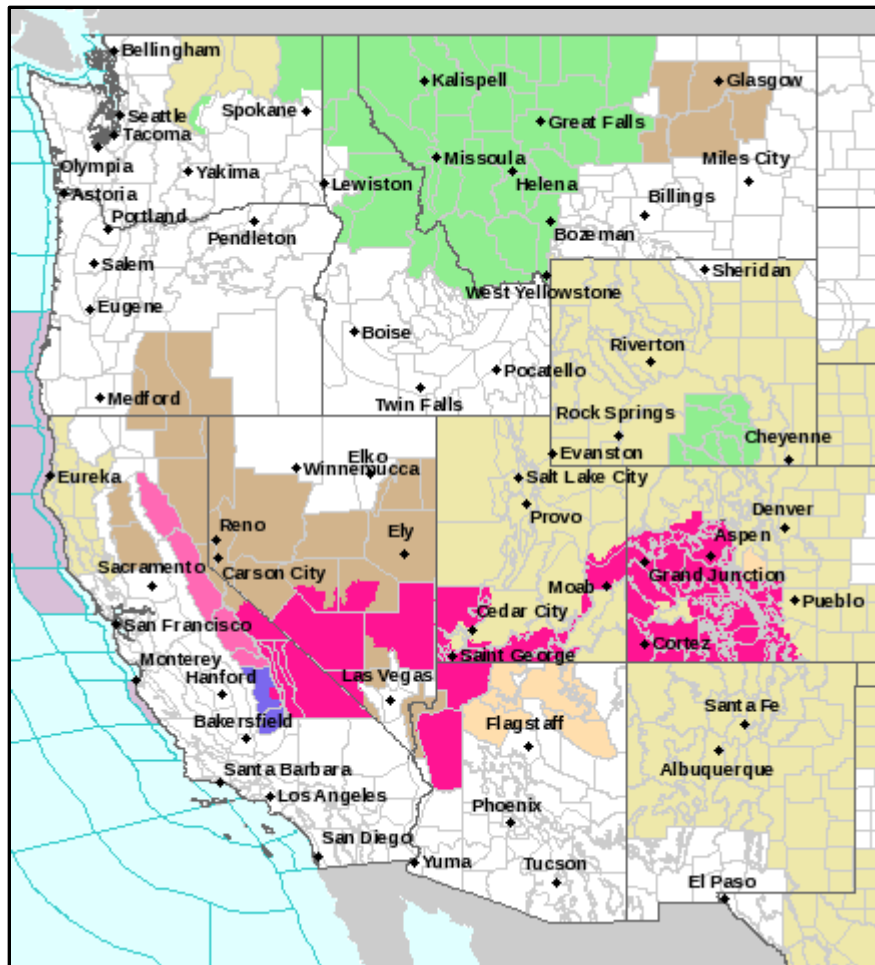 Bellingham
Kalispell
Glasgow
Spokane
Seattle
Great Falls
Tacoma
Olympia
Missoula
Miles City
Yakima
Lewiston
Helena
Astoria
Billings
Portland
Pendleton
Bozeman
Salem
Sheridan
West Yellowstone
Eugene
Boise
Riverton
Pocatello
Medford
Twin Falls
Rock Springs
Cheyenne
Elko
Evanston
Winnemucca
Eureka
Salt Lake City
Provo
Denver
Reno
Ely
Aspen
Carson City
Grand Junction
Sacramento
Moab
Pueblo
Cedar City
San Francisco
Cortez
Saint George
Monterey
Hanford
Las Vegas
Bakersfield
Flagstaff
Santa Fe
Albuquerque
Santa Barbara
Los Angeles
Phoenix
San Diego
Yuma
Tucson
El Paso